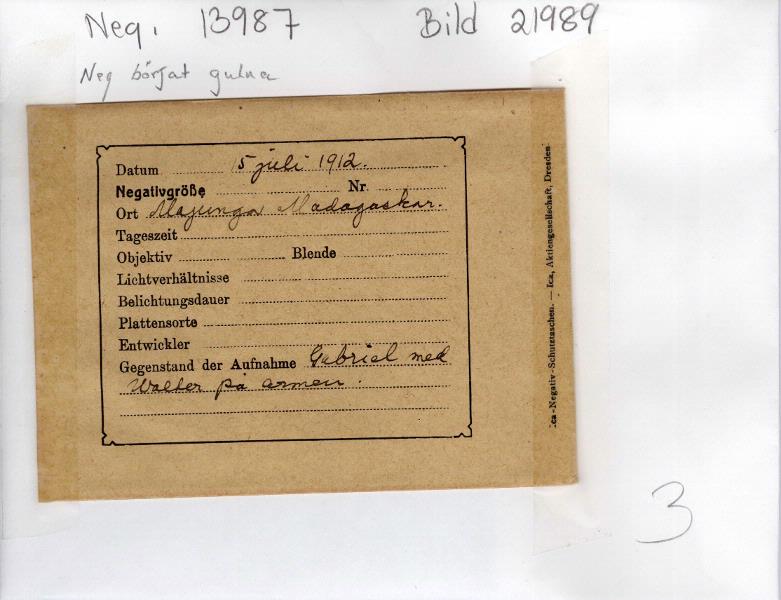 Neg. 13987 Bild 21989
Neg börjat gulna
Datum 15 juli 1912.
Negativgröße Nr
Ort Majunga Madagaskar.
Tageszeit
Objektiv Blende
Lichtverhältnisse
Belichtungsdauer
Plattensorte
Entwickler
Gegenstand der Aufnahme Gabriel med
Walter på armen.
Ica-Negativ-Schutztaschen. — Ica, Aktiengesellschaft, Dresden
3